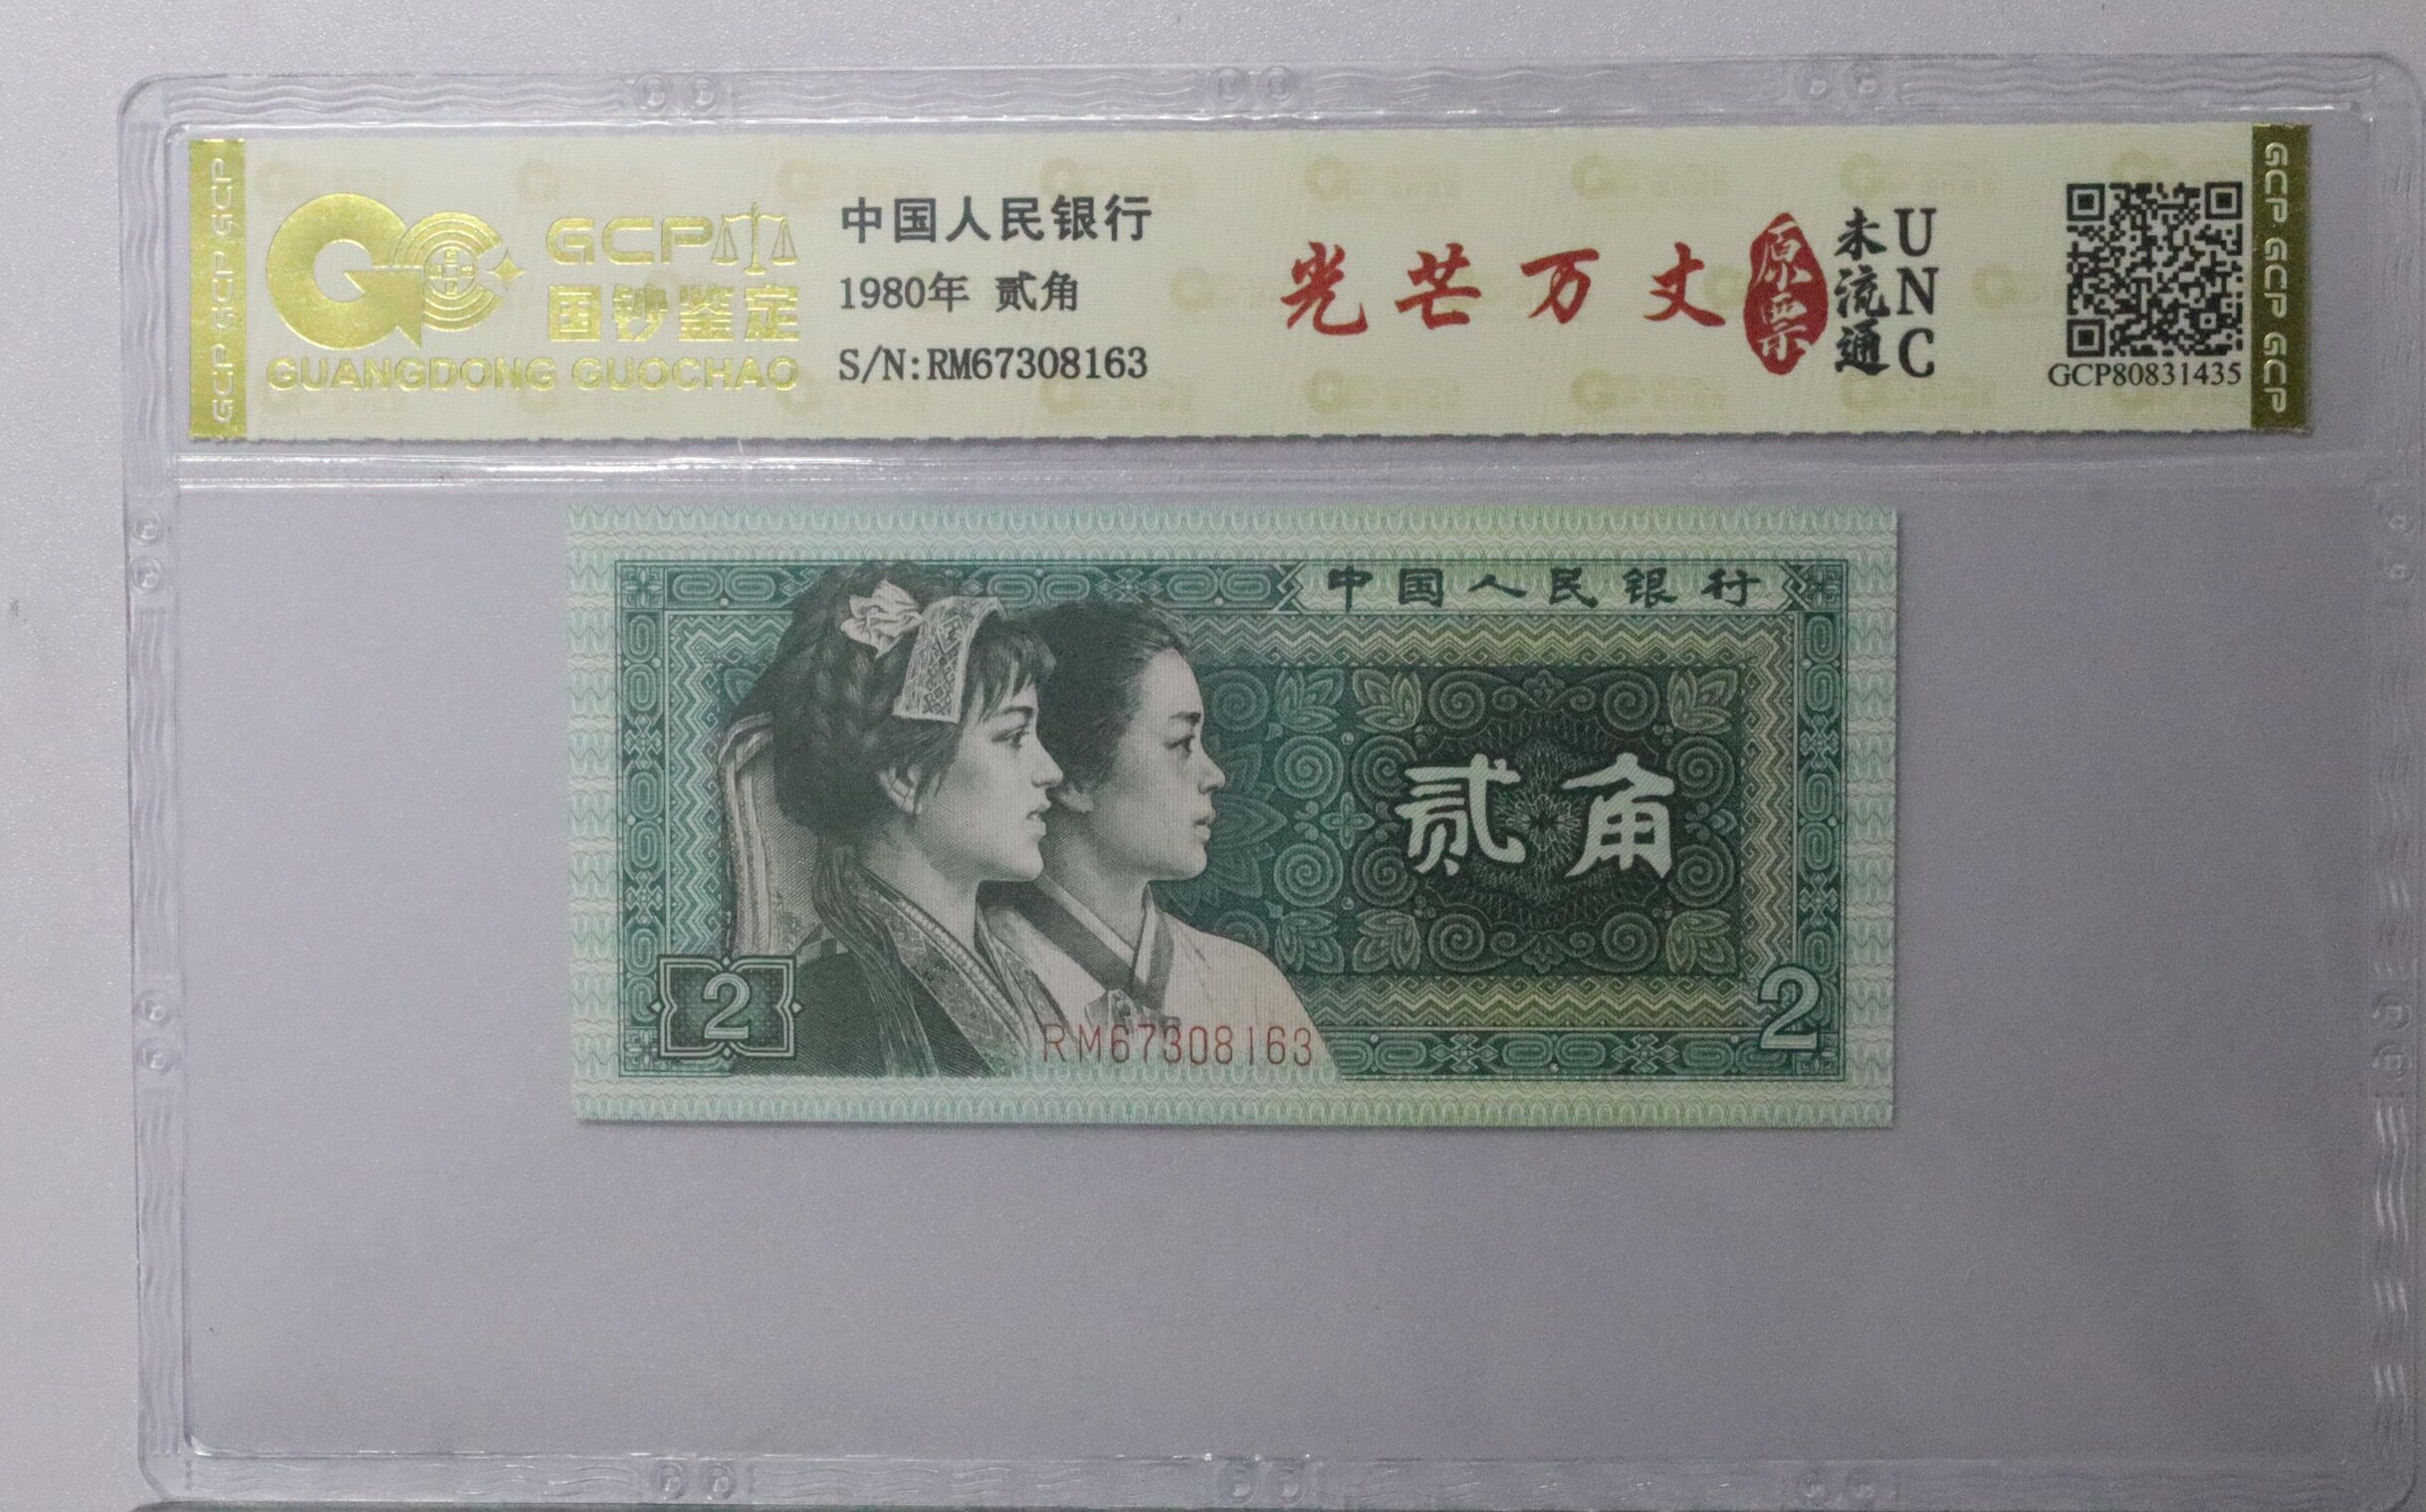 GCP GCP GCP
GCP
国钞鉴定
GUANGDONG GUOCHAO
中国人民银行
1980年 贰角
S/N:RM67308163
光芒万丈
原票
未流通
UNC
GCP80831435
GCP GCP GCP
中国人民银行
贰角
2
RM67308163
2